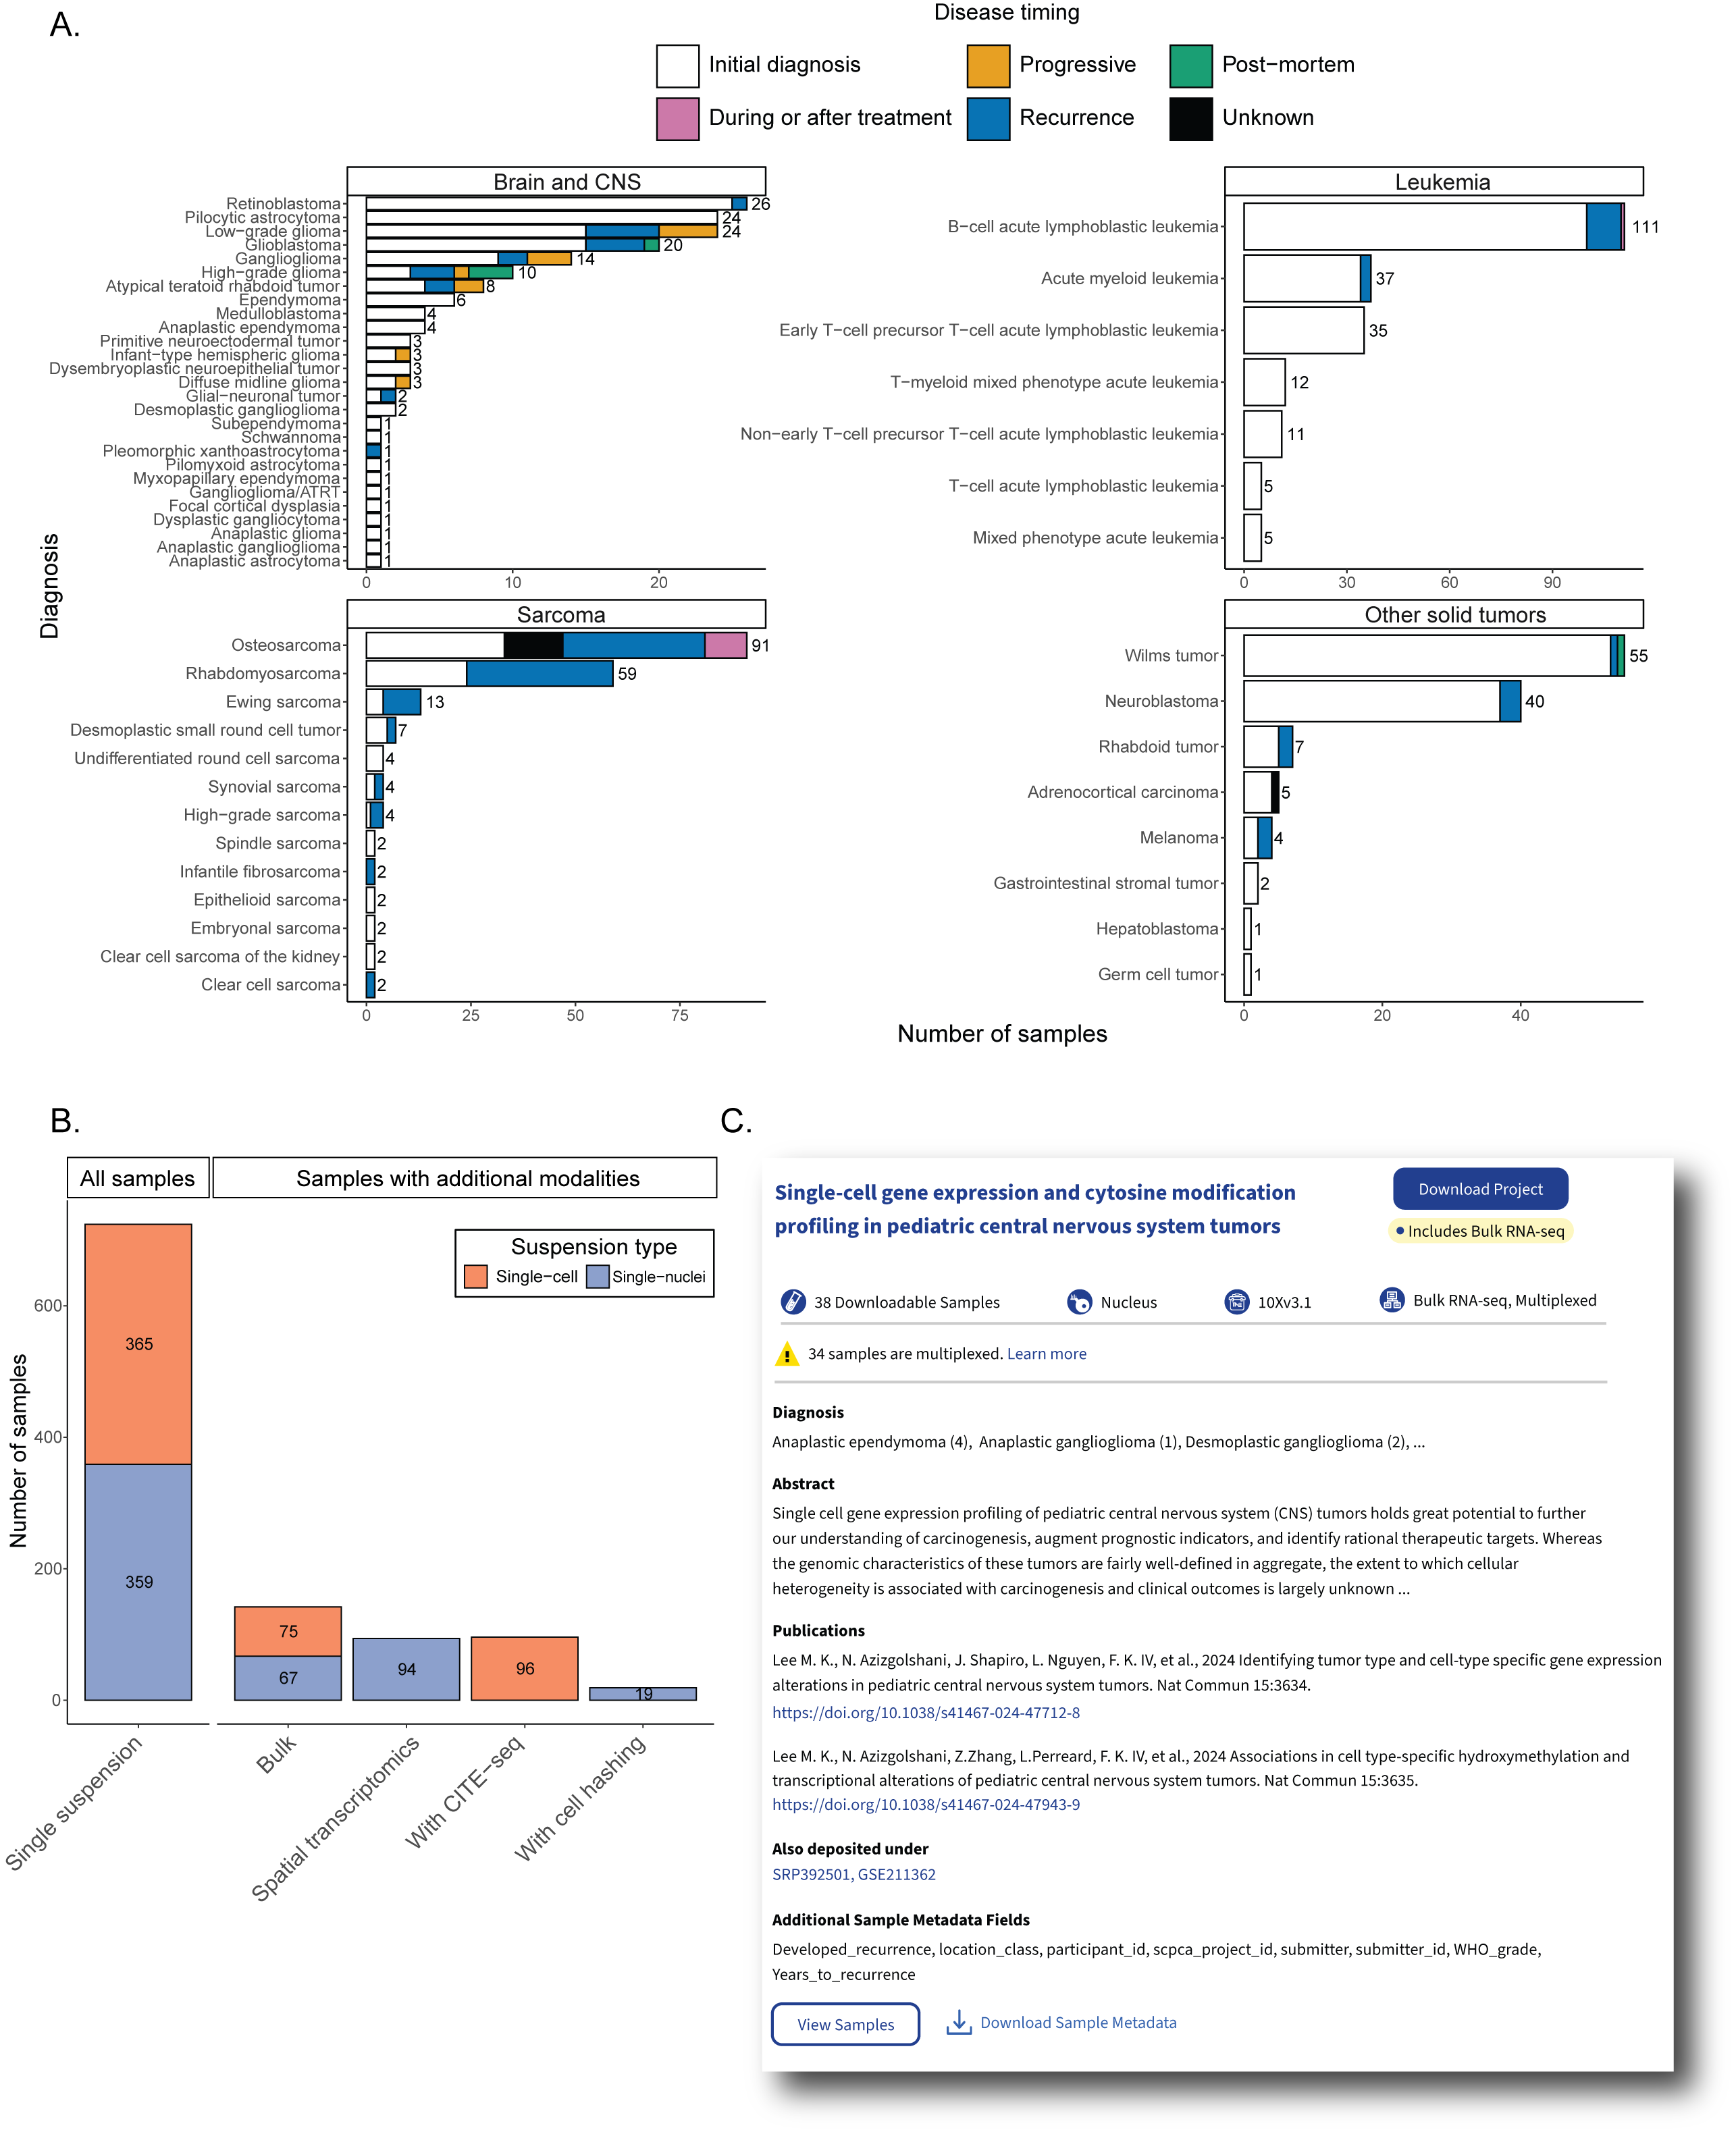 A.
Disease timing
Initial diagnosis
Progressive
Post−mortem
During or after treatment
Recurrence
Unknown
Diagnosis
Brain and CNS
Retinoblastoma 26
Pilocytic astrocytoma 24
Low−grade glioma 24
Glioblastoma 20
Ganglioglioma 14
High−grade glioma 10
Atypical teratoid rhabdoid tumor 8
Ependymoma 6
Medulloblastoma 4
Anaplastic ependymoma 4
Primitive neuroectodermal tumor 3
Infant−type hemispheric glioma 3
Dysembryoplastic neuroepithelial tumor 3
Diffuse midline glioma 3
Glial−neuronal tumor 2
Desmoplastic ganglioglioma 2
Subependymoma 1
Schwannoma 1
Pleomorphic xanthoastrocytoma 1
Pilomyxoid astrocytoma 1
Myxopapillary ependymoma 1
Ganglioglioma/ATRT 1
Focal cortical dysplasia 1
Dysplastic gangliocytoma 1
Anaplastic glioma 1
Anaplastic ganglioglioma 1
Anaplastic astrocytoma 1
0 10 20
Leukemia
B−cell acute lymphoblastic leukemia 111
Acute myeloid leukemia 37
Early T−cell precursor T−cell acute lymphoblastic leukemia 35
T−myeloid mixed phenotype acute leukemia 12
Non−early T−cell precursor T−cell acute lymphoblastic leukemia 11
T−cell acute lymphoblastic leukemia 5
Mixed phenotype acute leukemia 5
0 30 60 90
Sarcoma
Osteosarcoma 91
Rhabdomyosarcoma 59
Ewing sarcoma 13
Desmoplastic small round cell tumor 7
Undifferentiated round cell sarcoma 4
Synovial sarcoma 4
High−grade sarcoma 4
Spindle sarcoma 2
Infantile fibrosarcoma 2
Epithelioid sarcoma 2
Embryonal sarcoma 2
Clear cell sarcoma of the kidney 2
Clear cell sarcoma 2
0 25 50 75
Other solid tumors
Wilms tumor 55
Neuroblastoma 40
Rhabdoid tumor 7
Adrenocortical carcinoma 5
Melanoma 4
Gastrointestinal stromal tumor 2
Hepatoblastoma 1
Germ cell tumor 1
0 20 40
Number of samples
B.
All samples
Samples with additional modalities
Suspension type
Single−cell
Single−nuclei
Number of samples
600
400
200
0
365
359
75
67
94
96
19
Single suspension
Bulk
Spatial transcriptomics
With CITE−seq
With cell hashing
C.
Single-cell gene expression and cytosine modification
profiling in pediatric central nervous system tumors
Download Project
Includes Bulk RNA-seq
38 Downloadable Samples
Nucleus
10Xv3.1
Bulk RNA-seq, Multiplexed
34 samples are multiplexed. Learn more
Diagnosis
Anaplastic ependymoma (4), Anaplastic ganglioglioma (1), Desmoplastic ganglioglioma (2), ...
Abstract
Single cell gene expression profiling of pediatric central nervous system (CNS) tumors holds great potential to further
our understanding of carcinogenesis, augment prognostic indicators, and identify rational therapeutic targets. Whereas
the genomic characteristics of these tumors are fairly well-defined in aggregate, the extent to which cellular
heterogeneity is associated with carcinogenesis and clinical outcomes is largely unknown ...
Publications
Lee M. K., N. Azizgolshani, J. Shapiro, L. Nguyen, F. K. IV, et al., 2024 Identifying tumor type and cell-type specific gene expression
alterations in pediatric central nervous system tumors. Nat Commun 15:3634.
https://doi.org/10.1038/s41467-024-47712-8
Lee M. K., N. Azizgolshani, Z.Zhang, L.Perreard, F. K. IV, et al., 2024 Associations in cell type-specific hydroxymethylation and
transcriptional alterations of pediatric central nervous system tumors. Nat Commun 15:3635.
https://doi.org/10.1038/s41467-024-47943-9
Also deposited under
SRP392501, GSE211362
Additional Sample Metadata Fields
Developed_recurrence, location_class, participant_id, scpca_project_id, submitter, submitter_id, WHO_grade,
Years_to_recurrence
View Samples
Download Sample Metadata